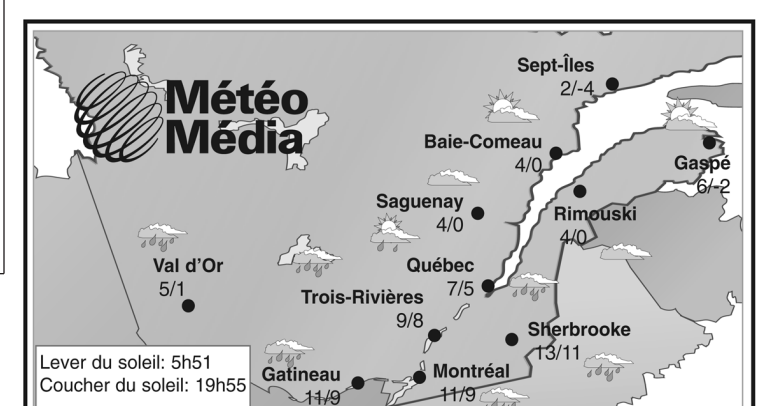 Météo
Média
Sept-Îles
2/-4
Baie-Comeau
4/0
Gaspé
6/-2
Saguenay
4/0
Rimouski
4/0
Val d'Or
5/1
Québec
7/5
Trois-Rivières
9/8
Sherbrooke
13/11
Lever du soleil: 5h51
Coucher du soleil: 19h55
Gatineau
11/9
Montréal
11/9